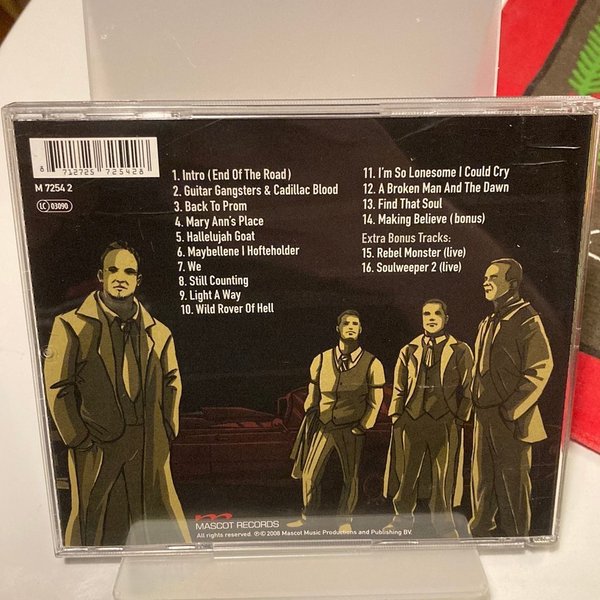 8 712725 725428
M 7254 2
LC 03090
1. Intro (End Of The Road)
2. Guitar Gangsters & Cadillac Blood
3. Back To Prom
4. Mary Ann's Place
5. Hallelujah Goat
6. Maybellene I Hofteholder
7. We
8. Still Counting
9. Light A Way
10. Wild Rover Of Hell
11. I'm So Lonesome I Could Cry
12. A Broken Man And The Dawn
13. Find That Soul
14. Making Believe (bonus)
Extra Bonus Tracks:
15. Rebel Monster (live)
16. Soulweeper 2 (live)
m
MASCOT RECORDS
All rights reserved. ℗© 2008 Mascot Music Productions and Publishing BV.